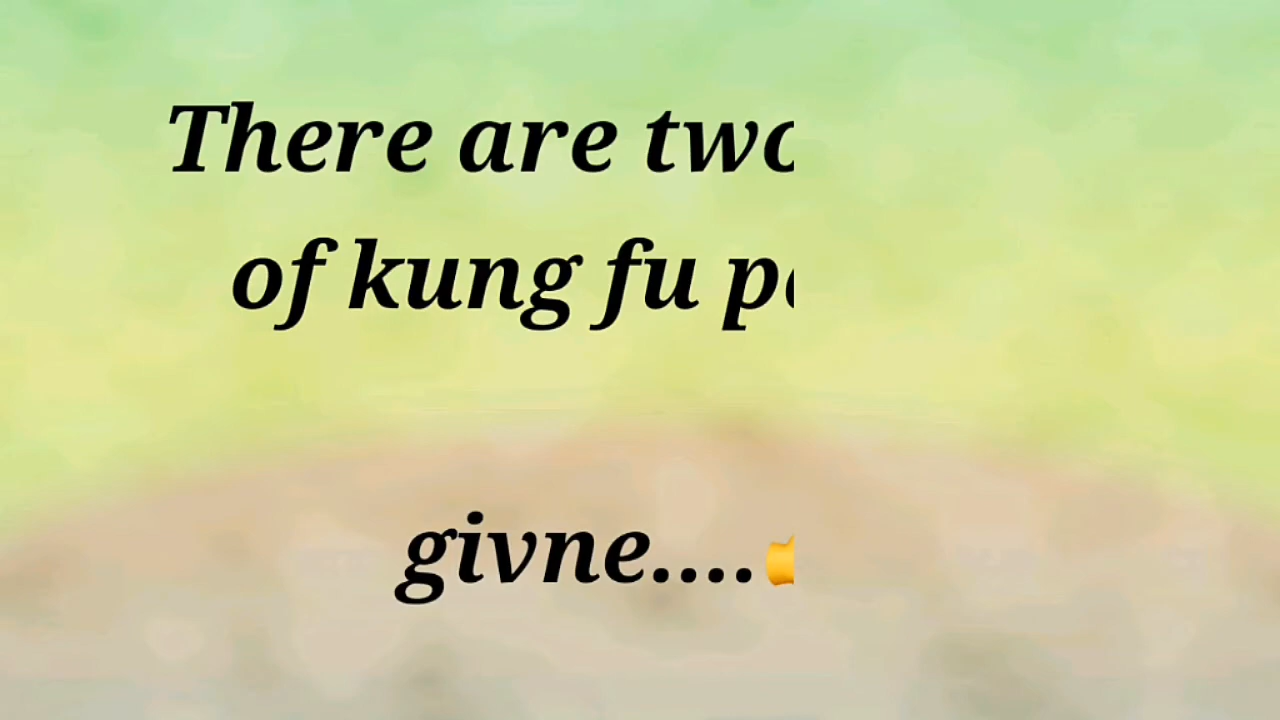 There are two
of kung fu
givne....